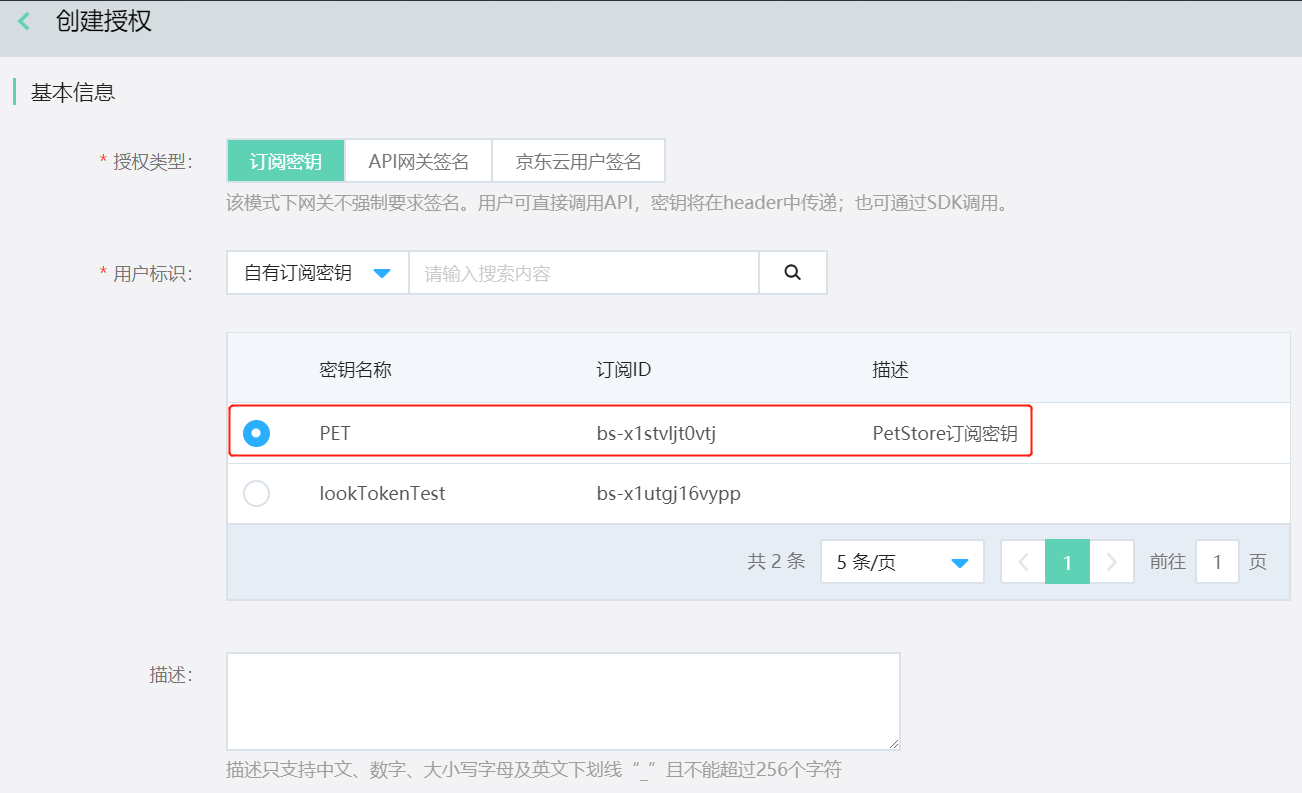 创建授权
基本信息
* 授权类型: 订阅密钥 API网关签名 京东云用户签名
该模式下网关不强制要求签名。用户可直接调用API，密钥将在header中传递；也可通过SDK调用。
* 用户标识: 自有订阅密钥 请输入搜索内容
密钥名称 订阅ID 描述
PET bs-x1stvljt0vtj PetStore订阅密钥
lookTokenTest bs-x1utgj16vypp
共 2 条 5 条/页 1 前往 1 页
描述:
描述只支持中文、数字、大小写字母及英文下划线“_”且不能超过256个字符